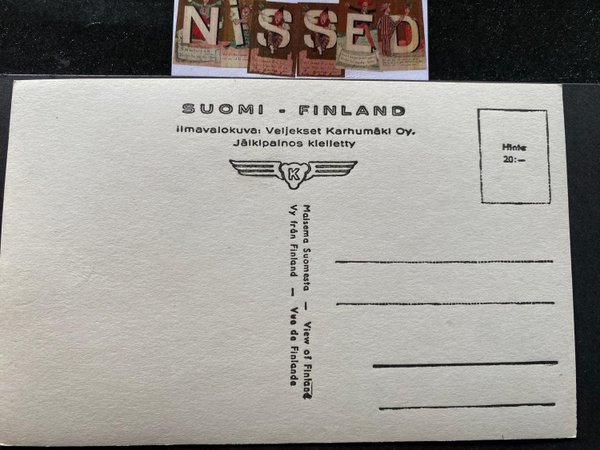 NiSSED
SUOMI - FINLAND
Ilmavalokuva: Veljekset Karhumäki Oy.
Jälkipainos kielletty
K
Hinta
20:—
Maisema Suomesta — View of Finland
Vy från Finland — Vue de Finlande